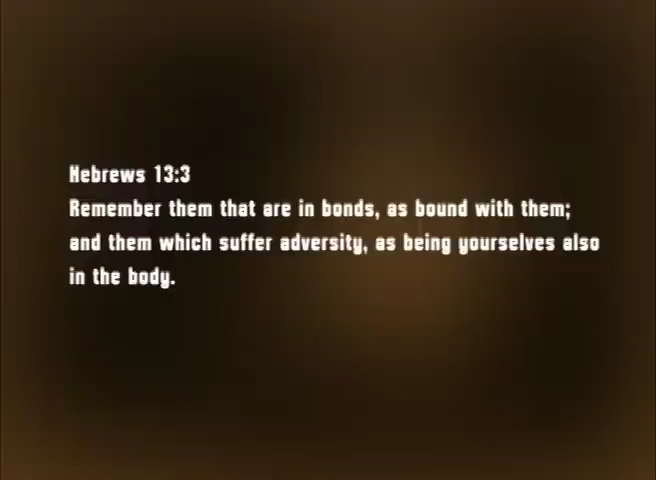 Hebrews 13:3
Remember them that are in bonds, as bound with them;
and them which suffer adversity, as being yourselves also
in the body.